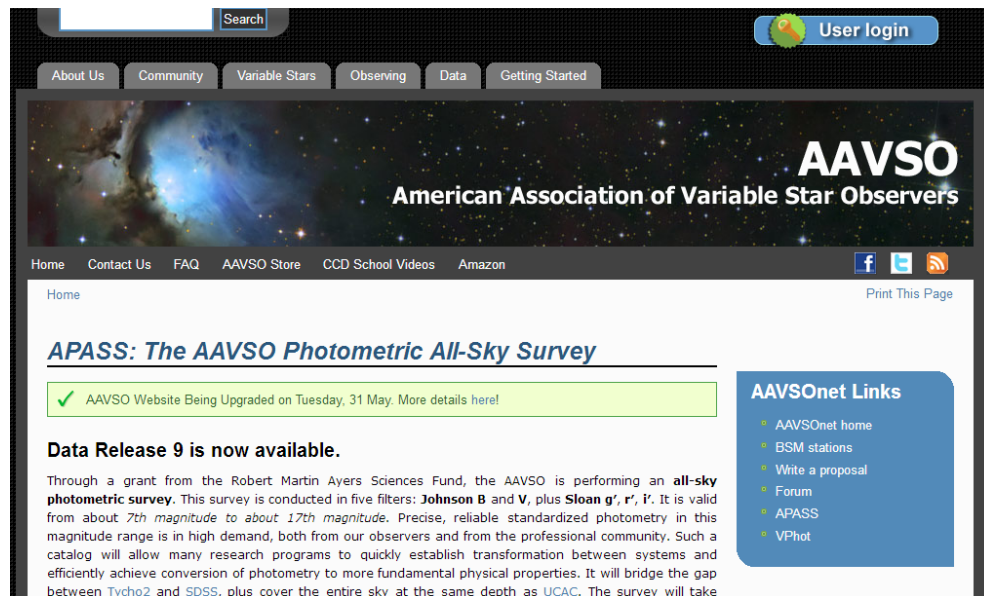 Search
User login
About Us Community Variable Stars Observing Data Getting Started
AAVSO
American Association of Variable Star Observers
Home Contact Us FAQ AAVSO Store CCD School Videos Amazon
Home
Print This Page
APASS: The AAVSO Photometric All-Sky Survey
AAVSO Website Being Upgraded on Tuesday, 31 May. More details here!
Data Release 9 is now available.
Through a grant from the Robert Martin Ayers Sciences Fund, the AAVSO is performing an all-sky
photometric survey. This survey is conducted in five filters: Johnson B and V, plus Sloan g′, r′, i′. It is valid
from about 7th magnitude to about 17th magnitude. Precise, reliable standardized photometry in this
magnitude range is in high demand, both from our observers and from the professional community. Such a
catalog will allow many research programs to quickly establish transformation between systems and
efficiently achieve conversion of photometry to more fundamental physical properties. It will bridge the gap
between Tycho2 and SDSS, plus cover the entire sky at the same depth as UCAC. The survey will take
AAVSOnet Links
AAVSOnet home
BSM stations
Write a proposal
Forum
APASS
VPhot